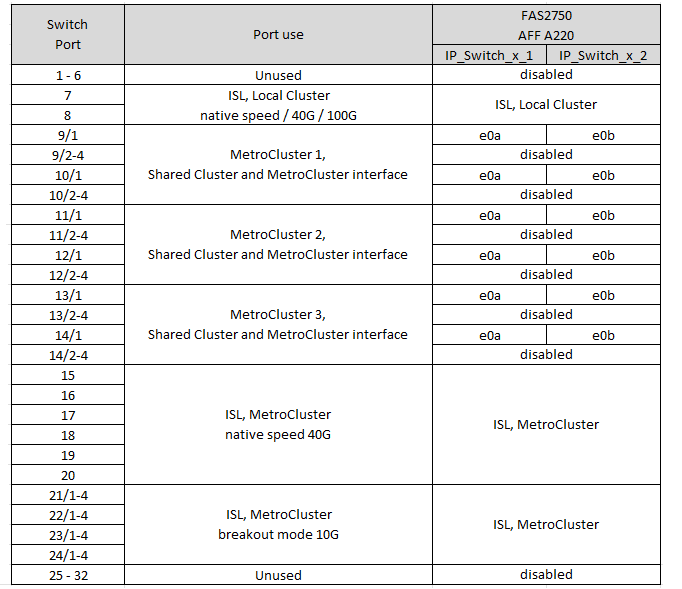 Switch
Port
Port use
FAS2750
AFF A220
IP_Switch_x_1
IP_Switch_x_2
1 - 6
Unused
disabled
7
ISL, Local Cluster
native speed / 40G / 100G
ISL, Local Cluster
8
9/1
MetroCluster 1,
Shared Cluster and MetroCluster interface
e0a
e0b
9/2-4
disabled
10/1
e0a
e0b
10/2-4
disabled
11/1
MetroCluster 2,
Shared Cluster and MetroCluster interface
e0a
e0b
11/2-4
disabled
12/1
e0a
e0b
12/2-4
disabled
13/1
MetroCluster 3,
Shared Cluster and MetroCluster interface
e0a
e0b
13/2-4
disabled
14/1
e0a
e0b
14/2-4
disabled
15
16
17
18
19
20
ISL, MetroCluster
native speed 40G
ISL, MetroCluster
21/1-4
22/1-4
23/1-4
24/1-4
ISL, MetroCluster
breakout mode 10G
ISL, MetroCluster
25 - 32
Unused
disabled